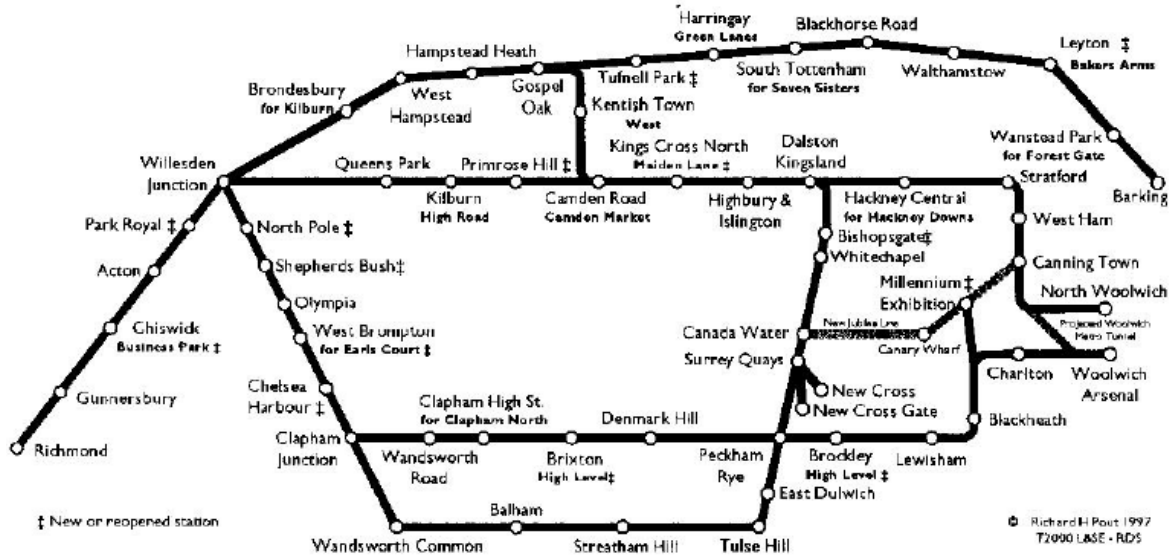 Harringay
Green Lanes
Blackhorse Road
Hampstead Heath
Leyton ‡
Bakers Arms
Brondesbury
for Kilburn
West
Hampstead
Gospel
Oak
Tufnell Park ‡
South Tottenham
for Seven Sisters
Walthamstow
Kentish Town
West
Wanstead Park
for Forest Gate
Willesden
Junction
Queens Park
Primrose Hill ‡
Kings Cross North
Maiden Lane ‡
Dalston
Kingsland
Stratford
Barking
Kilburn
High Road
Camden Road
Camden Market
Highbury &
Islington
Hackney Central
for Hackney Downs
West Ham
Park Royal ‡
North Pole ‡
Bishopsgate ‡
Whitechapel
Acton
Shepherds Bush ‡
Millennium ‡
Exhibition
Canning Town
North Woolwich
Olympia
Chiswick
Business Park ‡
West Brompton
for Earls Court ‡
Canada Water
New Jubilee Line
Canary Wharf
Projected Woolwich
Metro Tunnel
Surrey Quays
Charlton
Woolwich
Arsenal
Gunnersbury
Chelsea
Harbour ‡
Clapham High St.
for Clapham North
Denmark Hill
New Cross
New Cross Gate
Blackheath
Richmond
Clapham
Junction
Wandsworth
Road
Brixton
High Level ‡
Peckham
Rye
Brockley
High Level ‡
Lewisham
East Dulwich
‡ New or reopened station
Balham
Wandsworth Common
Streatham Hill
Tulse Hill
© Richard H Pout 1997
T2000 L&SE - RDS